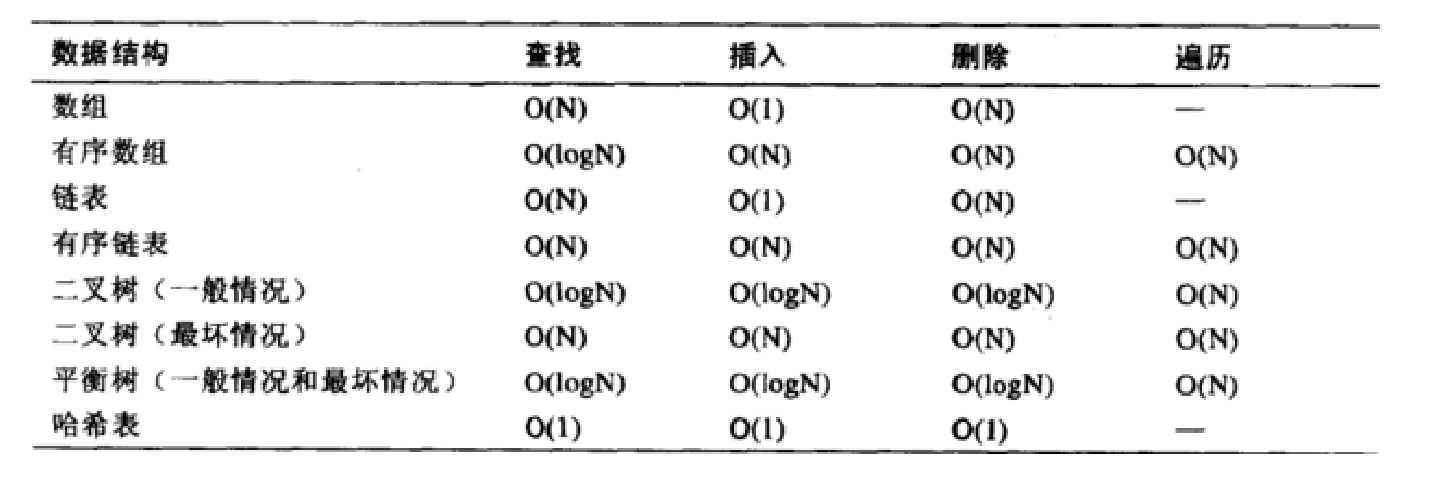 数据结构 查找 插入 删除 遍历
数组 O(N) O(1) O(N) —
有序数组 O(logN) O(N) O(N) O(N)
链表 O(N) O(1) O(N) —
有序链表 O(N) O(N) O(N) O(N)
二叉树（一般情况） O(logN) O(logN) O(logN) O(N)
二叉树（最坏情况） O(N) O(N) O(N) O(N)
平衡树（一般情况和最坏情况） O(logN) O(logN) O(logN) O(N)
哈希表 O(1) O(1) O(1) —